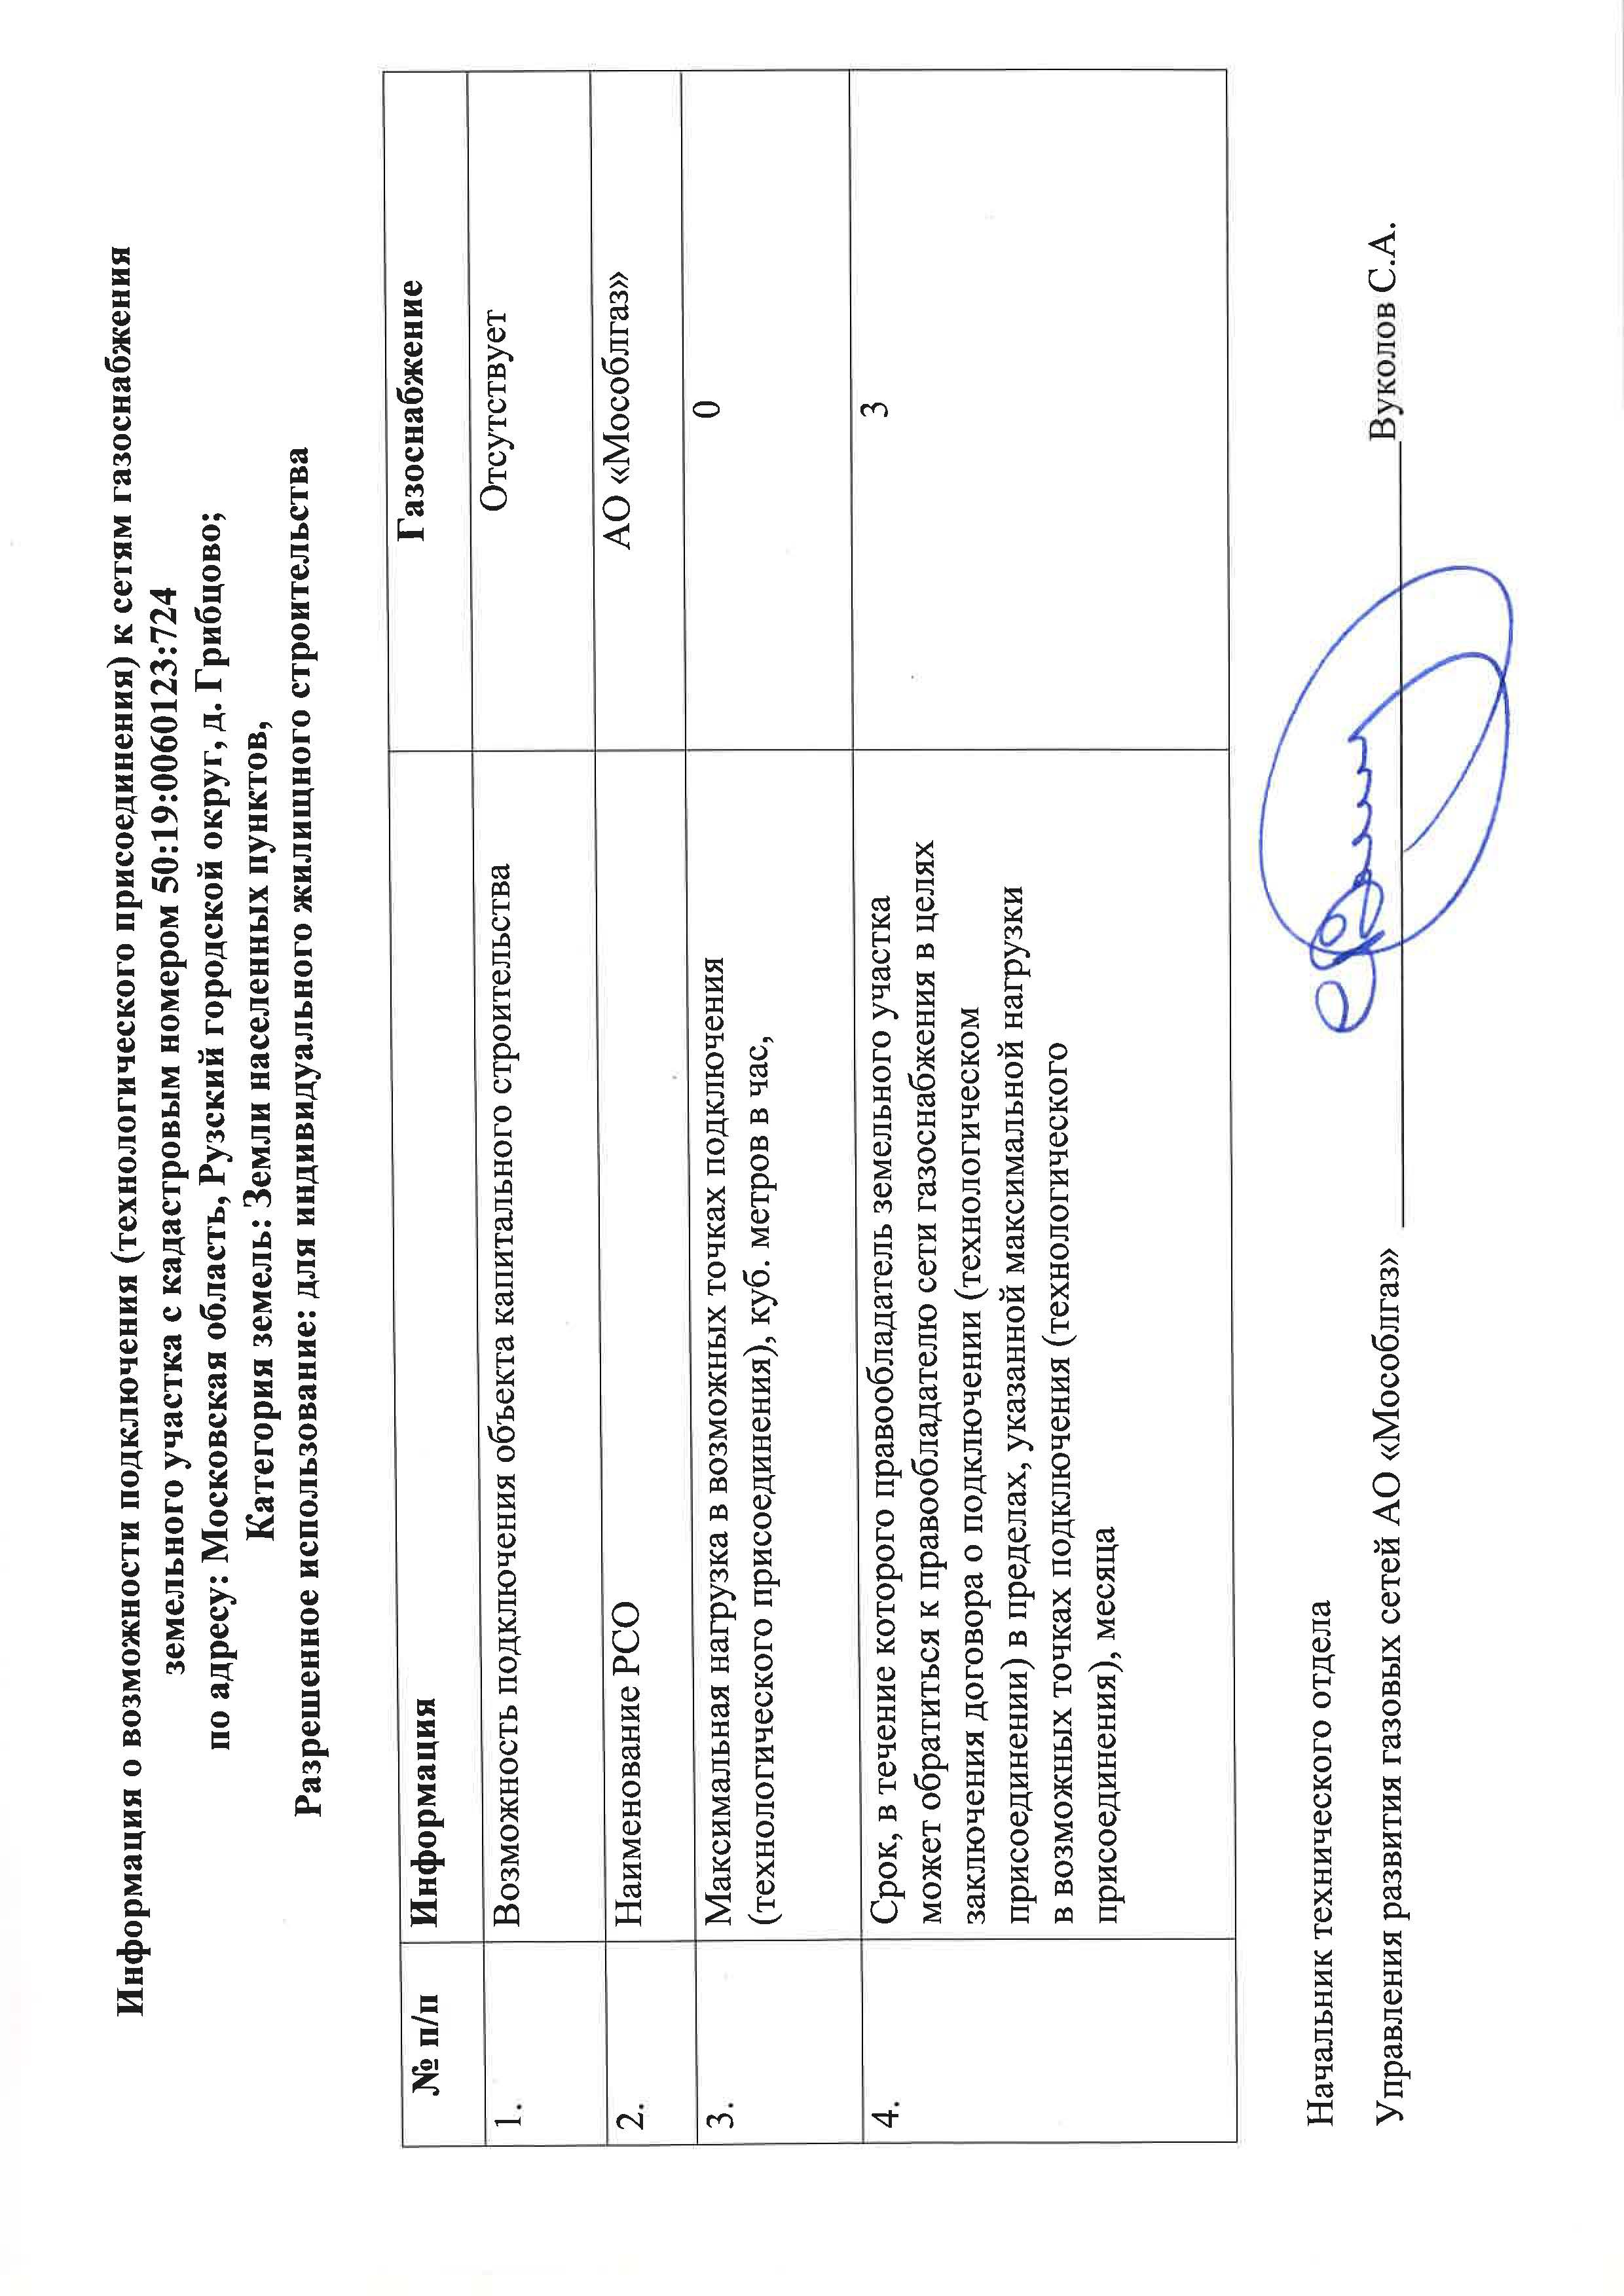 Информация о возможности подключения (технологического присоединения) к сетям газоснабжения
земельного участка с кадастровым номером 50:19:0060123:724
по адресу: Московская область, Рузский городской округ, д. Грибцово;
Категория земель: Земли населенных пунктов,
Разрешенное использование: для индивидуального жилищного строительства
№ п/п Информация Газоснабжение
1. Возможность подключения объекта капитального строительства Отсутствует
2. Наименование РСО АО «Мособлгаз»
3. Максимальная нагрузка в возможных точках подключения 0
(технологического присоединения), куб. метров в час,
4. Срок, в течение которого правообладатель земельного участка 3
может обратиться к правообладателю сети газоснабжения в целях
заключения договора о подключении (технологическом
присоединении) в пределах, указанной максимальной нагрузки
в возможных точках подключения (технологического
присоединения), месяца
Начальник технического отдела
Управления развития газовых сетей АО «Мособлгаз» Вуколов С.А.